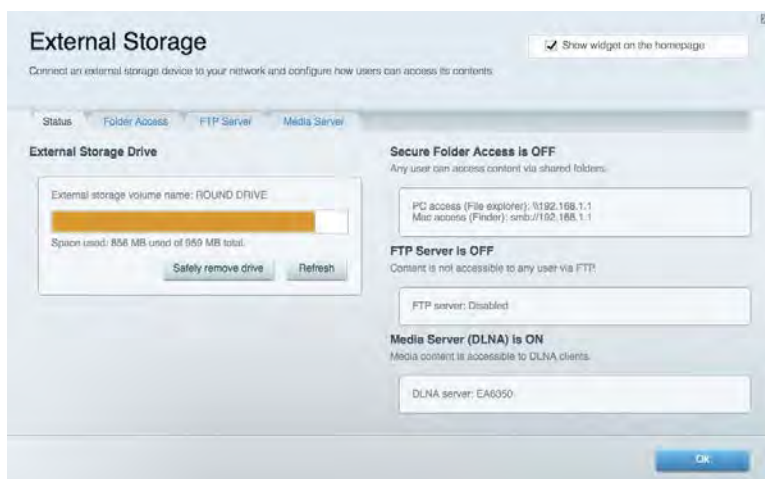 External Storage
Show widget on the homepage
Connect an external storage device to your network and configure how users can access its contents
Status Folder Access FTP Server Media Server
External Storage Drive
External storage volume name: ROUND DRIVE
Space used: 856 MB used of 959 MB total.
Safely remove drive Refresh
Secure Folder Access is OFF
Any user can access content via shared folders.
PC access (File explorer): \\192.168.1.1
Mac access (Finder): smb://192.168.1.1
FTP Server is OFF
Content is not accessible to any user via FTP.
FTP server: Disabled
Media Server (DLNA) is ON
Media content is accessible to DLNA clients.
DLNA server: EA6350
Ok